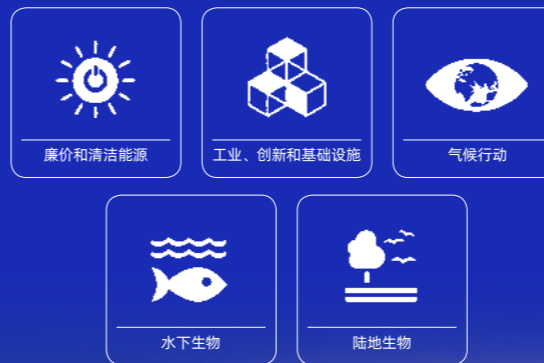 廉价和清洁能源
工业、创新和基础设施
气候行动
水下生物
陆地生物